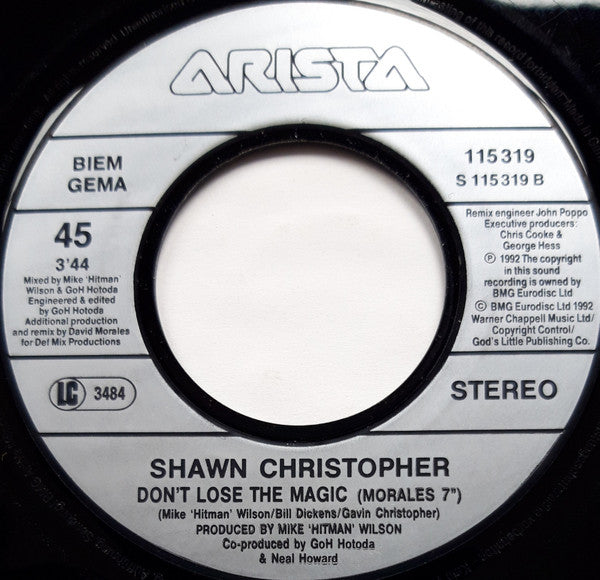 ARISTA
BIEM
GEMA
115 319
S 115 319 B
45
3'44
Mixed by Mike 'Hitman'
Wilson & GoH Hotoda
Engineered & edited
by GoH Hotoda
Additional production
and remix by David Morales
for Def Mix Productions
Remix engineer John Poppo
Executive producers:
Chris Cooke &
George Hess
Ⓟ 1992 The copyright
in this sound
recording is owned by
BMG Eurodisc Ltd
© BMG Eurodisc Ltd 1992
Warner Chappell Music Ltd/
Copyright Control/
God's Little Publishing Co.
LC 3484
STEREO
SHAWN CHRISTOPHER
DON'T LOSE THE MAGIC (MORALES 7")
(Mike 'Hitman' Wilson/Bill Dickens/Gavin Christopher)
PRODUCED BY MIKE 'HITMAN' WILSON
Co-produced by GoH Hotoda
& Neal Howard